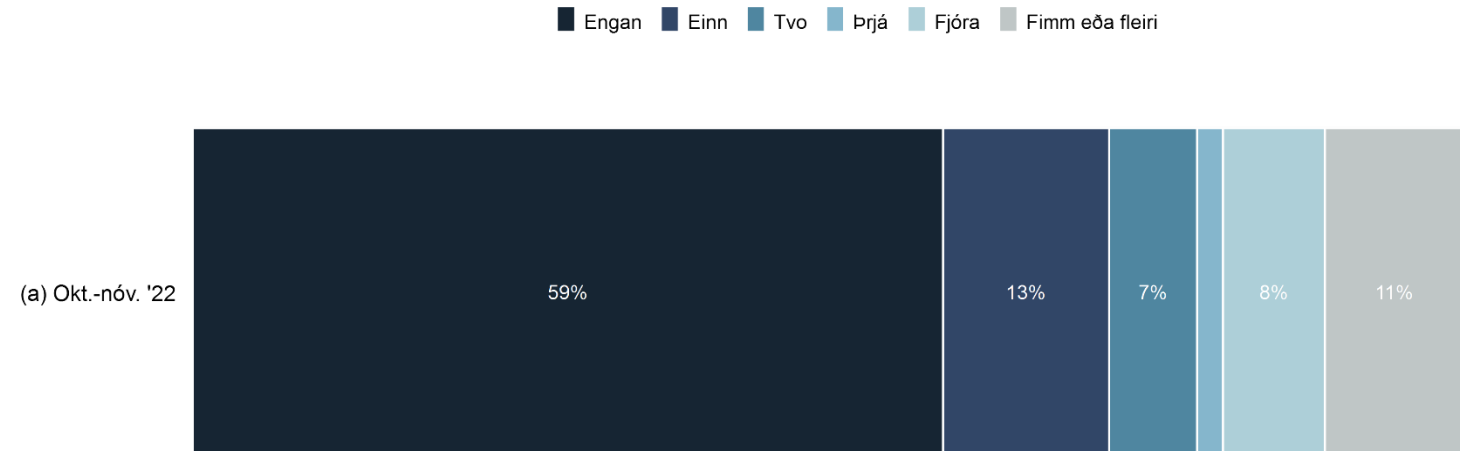 Engan Einn Tvo Þrjá Fjóra Fimm eða fleiri
(a) Okt.-nóv. '22 59% 13% 7% 8% 11%